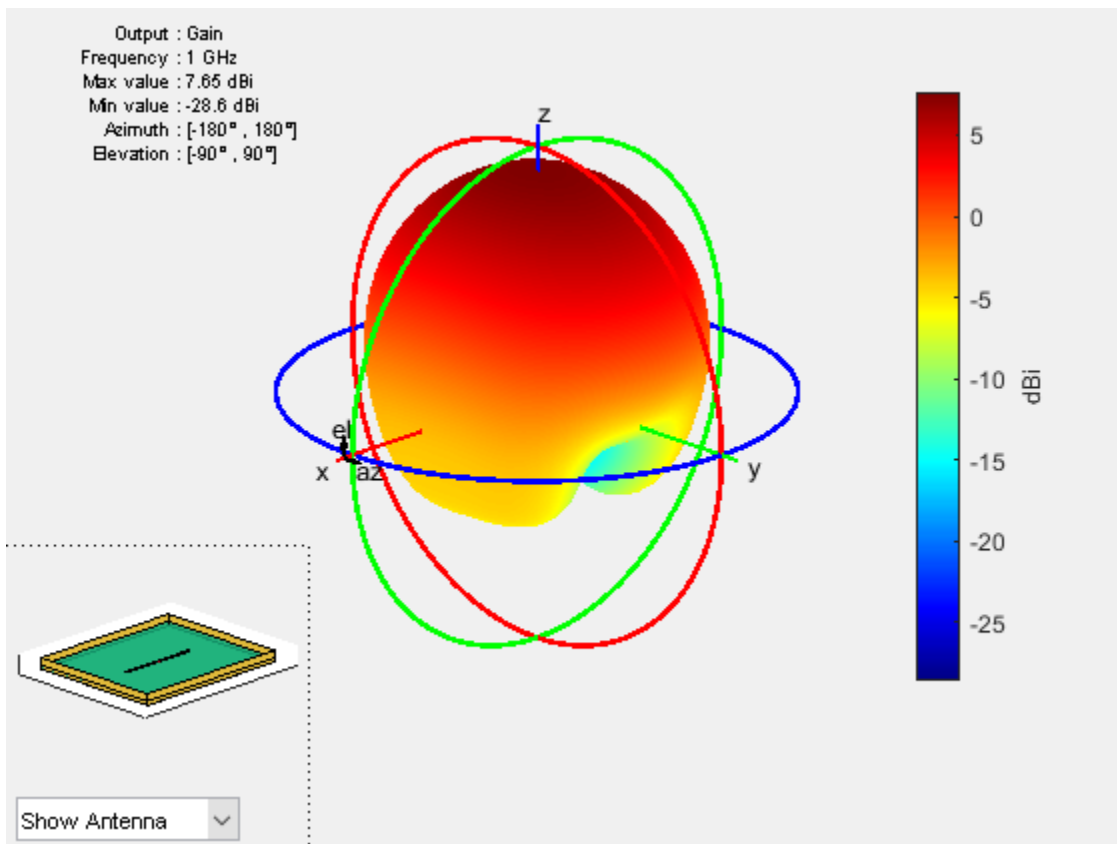 Output : Gain
Frequency : 1 GHz
Max value : 7.65 dBi
Min value : -28.6 dBi
Azimuth : [-180° , 180°]
Elevation : [-90° , 90°]
z
5
0
-5
-10
dBi
el
x
az
y
-15
-20
-25
Show Antenna